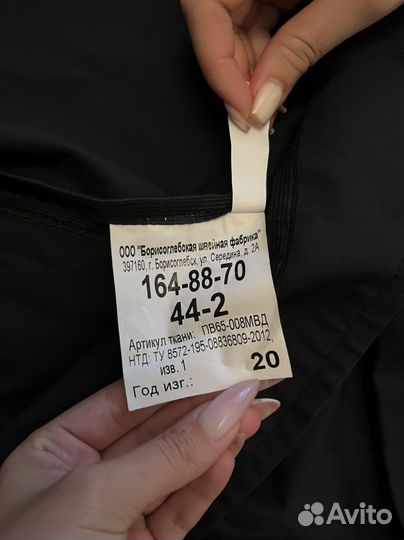 ООО "Борисоглебская швейная фабрика"
397160, г. Борисоглебск, ул. Середина, д. 2А
164-88-70
44-2
Артикул ткани: ПВ65-008МВД
НТД: ТУ 8572-195-08836809-2012,
изв. 1
Год изг.: 20
Avito